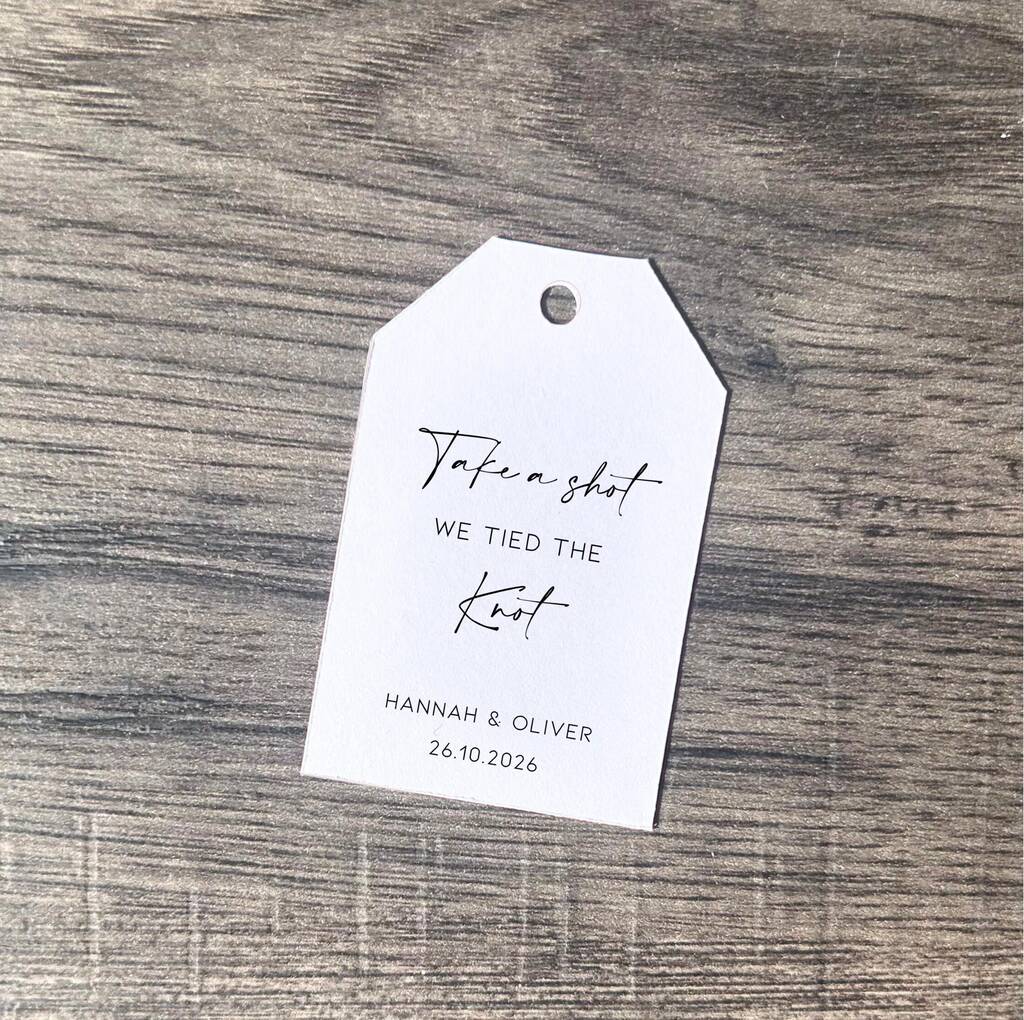 Take a shot
WE TIED THE
Knot
HANNAH & OLIVER
26.10.2026